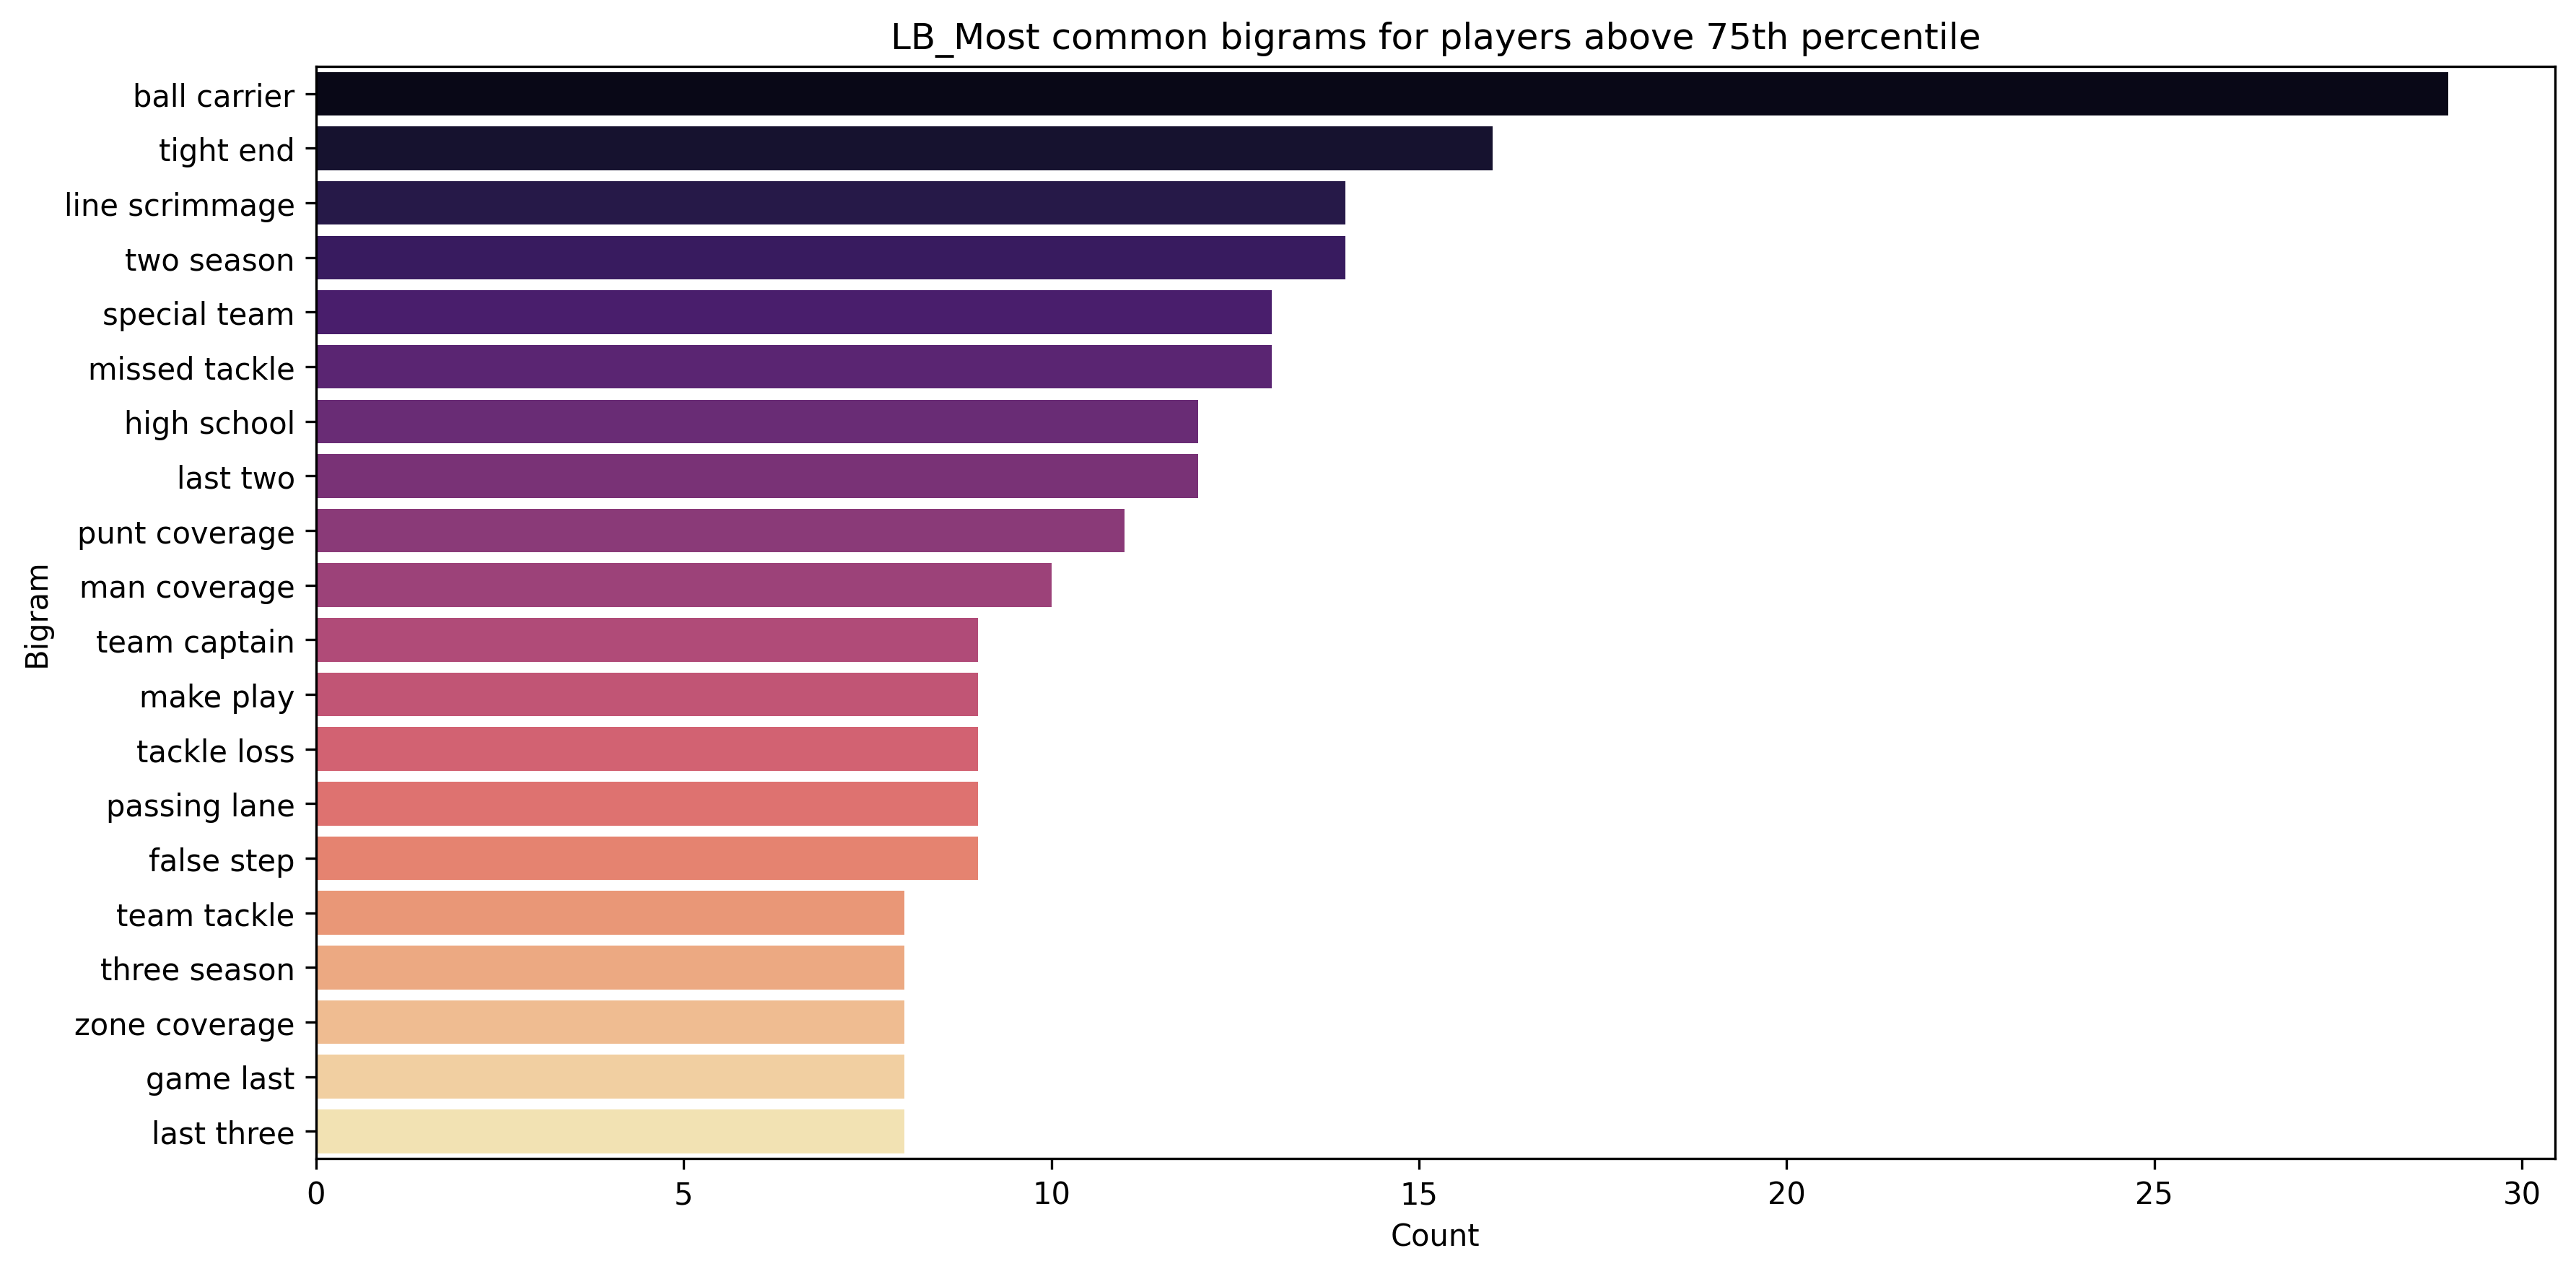 LB_Most common bigrams for players above 75th percentile
ball carrier
tight end
line scrimmage
two season
special team
missed tackle
high school
last two
punt coverage
man coverage
team captain
make play
tackle loss
passing lane
false step
team tackle
three season
zone coverage
game last
last three
Bigram
0 5 10 15 20 25 30
Count